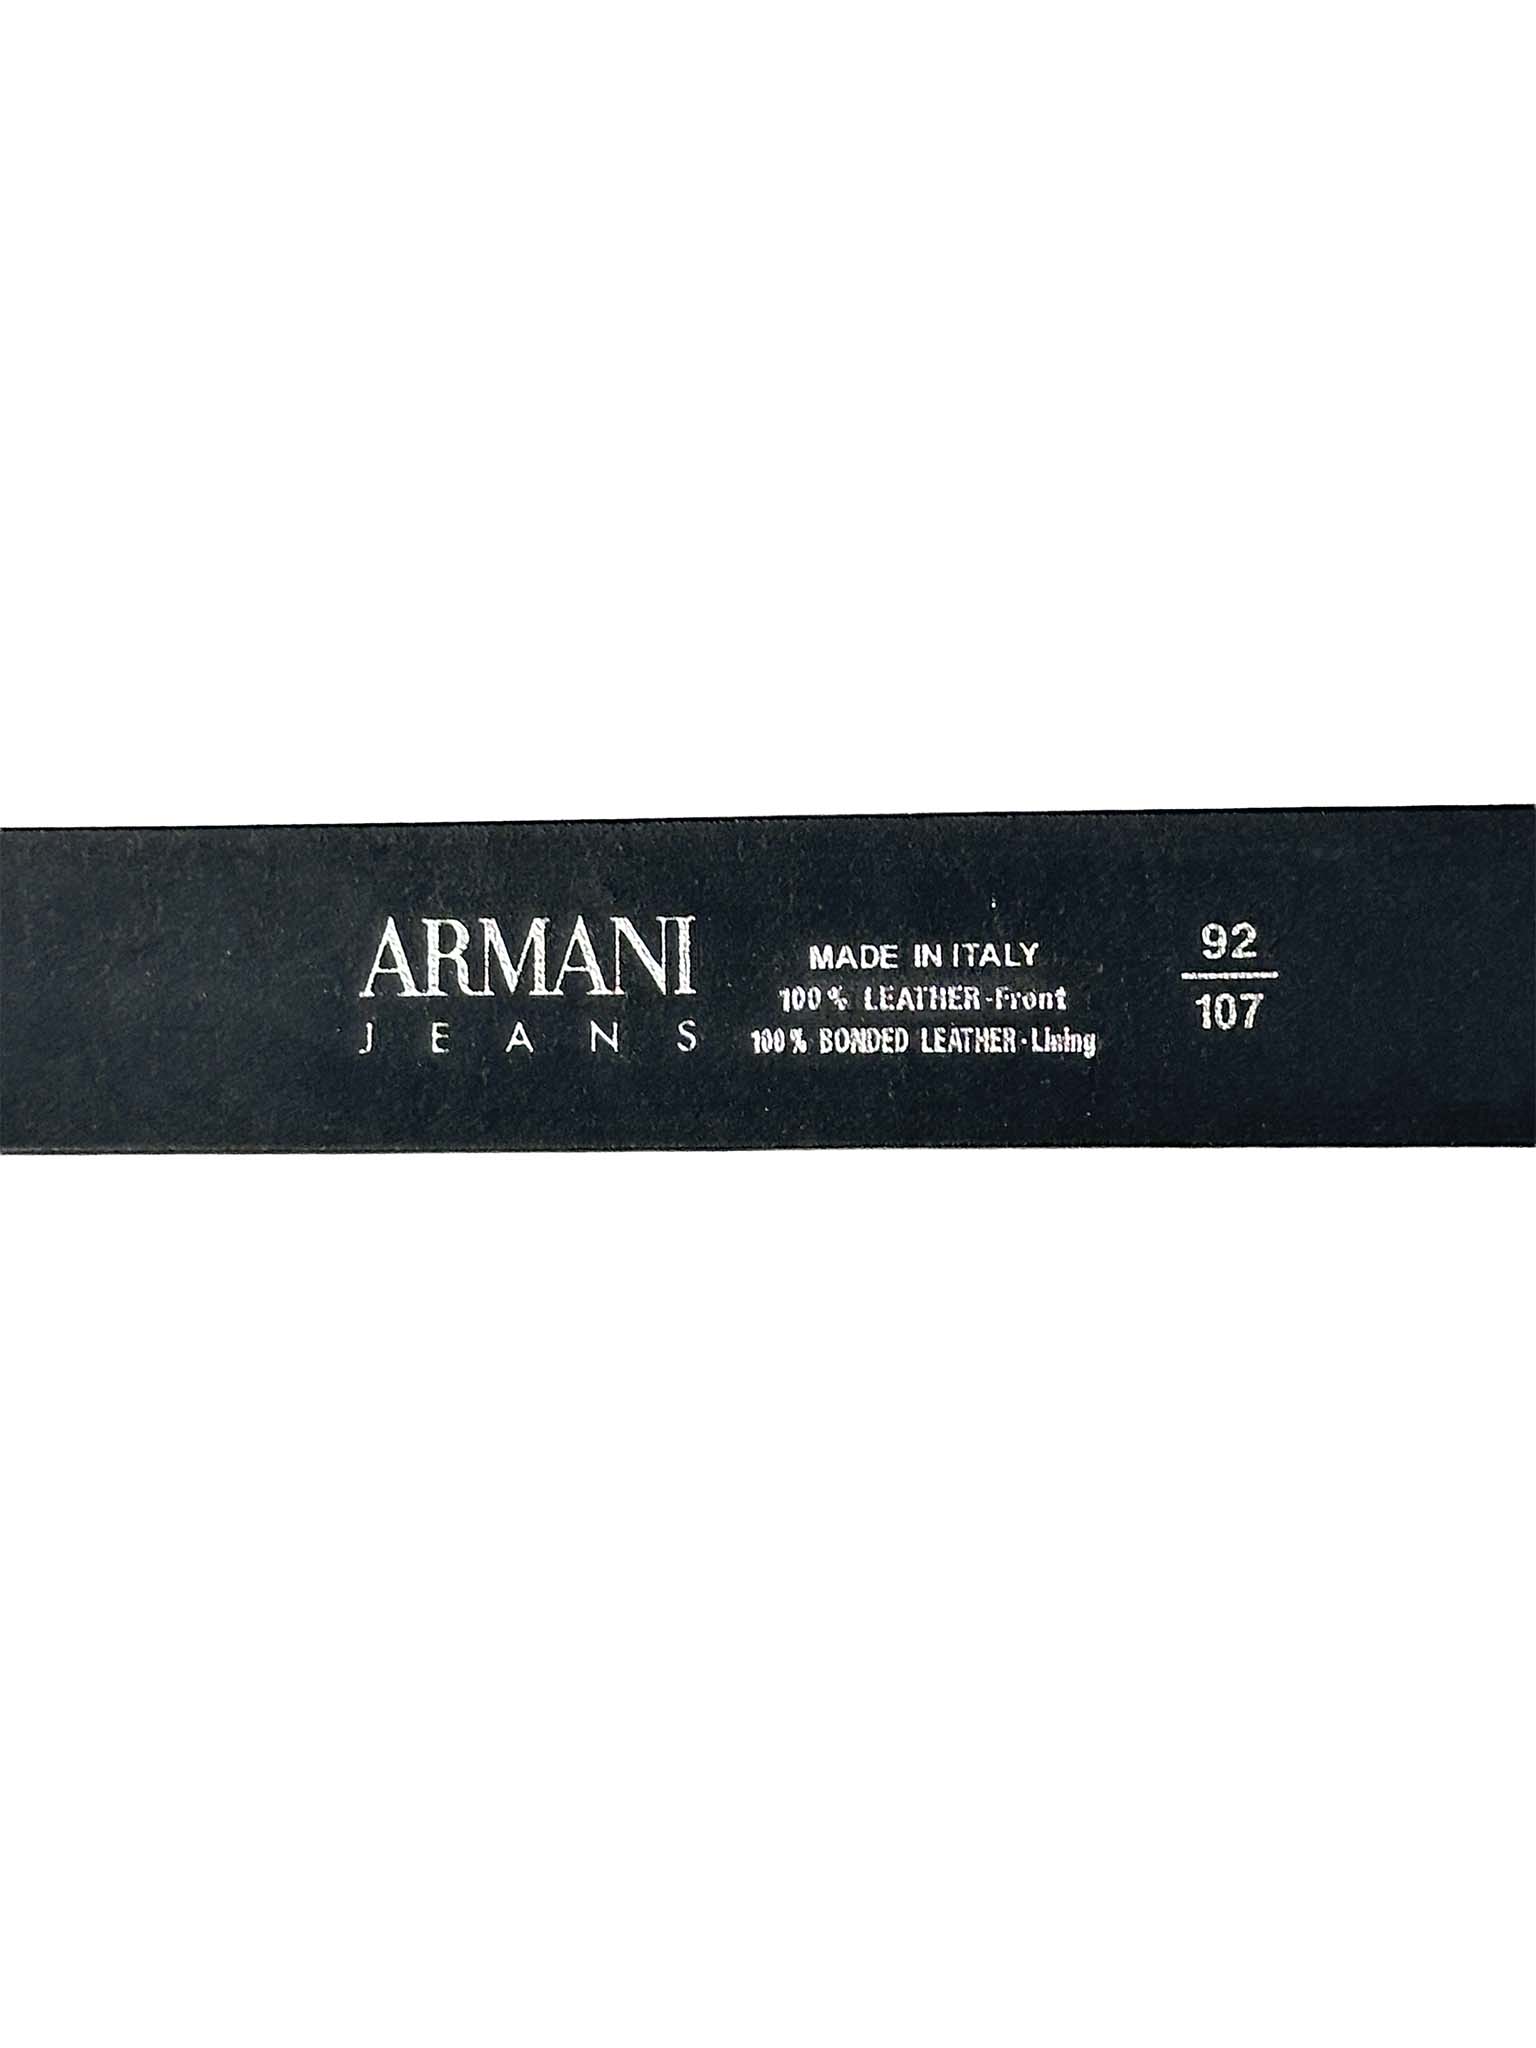 ARMANI
JEANS
MADE IN ITALY
100% LEATHER-Front
100% BONDED LEATHER-Lining
92
107